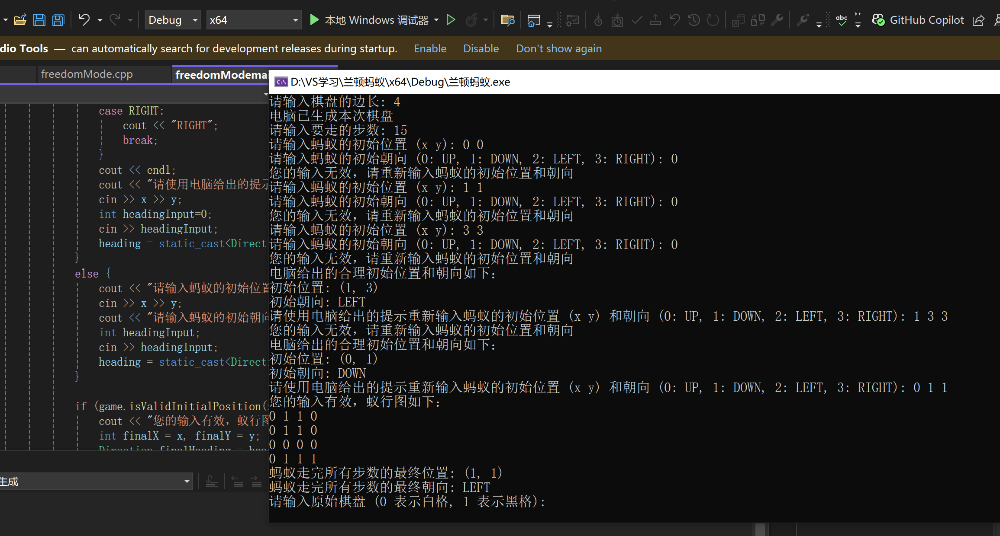 Debug
x64
本地 Windows 调试器
abc
GitHub Copilot
dio Tools — can automatically search for development releases during startup. Enable Disable Don't show again
freedomMode.cpp
freedomModemai
case RIGHT:
cout << "RIGHT";
break;
}
cout << endl;
cout << "请使用电脑给出的提示
cin >> x >> y;
int headingInput=0;
cin >> headingInput;
heading = static_cast<Direct
}
else {
cout << "请输入蚂蚁的初始位置
cin >> x >> y;
cout << "请输入蚂蚁的初始朝向
int headingInput;
cin >> headingInput;
heading = static_cast<Direct
}
if (game.isValidInitialPosition(
cout << "您的输入有效，蚁行图
int finalX = x, finalY = y;
Direction finalHeading = hea
生成
D:\VS学习\兰顿蚂蚁\x64\Debug\兰顿蚂蚁.exe
请输入棋盘的边长: 4
电脑已生成本次棋盘
请输入要走的步数: 15
请输入蚂蚁的初始位置 (x y): 0 0
请输入蚂蚁的初始朝向 (0: UP, 1: DOWN, 2: LEFT, 3: RIGHT): 0
您的输入无效，请重新输入蚂蚁的初始位置和朝向
请输入蚂蚁的初始位置 (x y): 1 1
请输入蚂蚁的初始朝向 (0: UP, 1: DOWN, 2: LEFT, 3: RIGHT): 0
您的输入无效，请重新输入蚂蚁的初始位置和朝向
请输入蚂蚁的初始位置 (x y): 3 3
请输入蚂蚁的初始朝向 (0: UP, 1: DOWN, 2: LEFT, 3: RIGHT): 0
您的输入无效，请重新输入蚂蚁的初始位置和朝向
电脑给出的合理初始位置和朝向如下：
初始位置: (1, 3)
初始朝向: LEFT
请使用电脑给出的提示重新输入蚂蚁的初始位置 (x y) 和朝向 (0: UP, 1: DOWN, 2: LEFT, 3: RIGHT): 1 3 3
您的输入无效，请重新输入蚂蚁的初始位置和朝向
电脑给出的合理初始位置和朝向如下：
初始位置: (0, 1)
初始朝向: DOWN
请使用电脑给出的提示重新输入蚂蚁的初始位置 (x y) 和朝向 (0: UP, 1: DOWN, 2: LEFT, 3: RIGHT): 0 1 1
您的输入有效，蚁行图如下：
0 1 1 0
0 1 1 0
0 0 0 0
0 1 1 1
蚂蚁走完所有步数的最终位置: (1, 1)
蚂蚁走完所有步数的最终朝向: LEFT
请输入原始棋盘 (0 表示白格, 1 表示黑格):